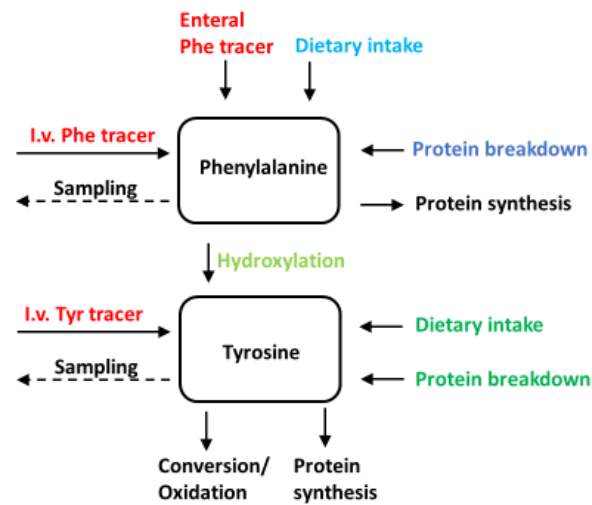 Enteral
Phe tracer
Dietary intake
I.v. Phe tracer
Phenylalanine
Protein breakdown
Sampling
Protein synthesis
Hydroxylation
I.v. Tyr tracer
Dietary intake
Tyrosine
Sampling
Protein breakdown
Conversion/
Oxidation
Protein
synthesis